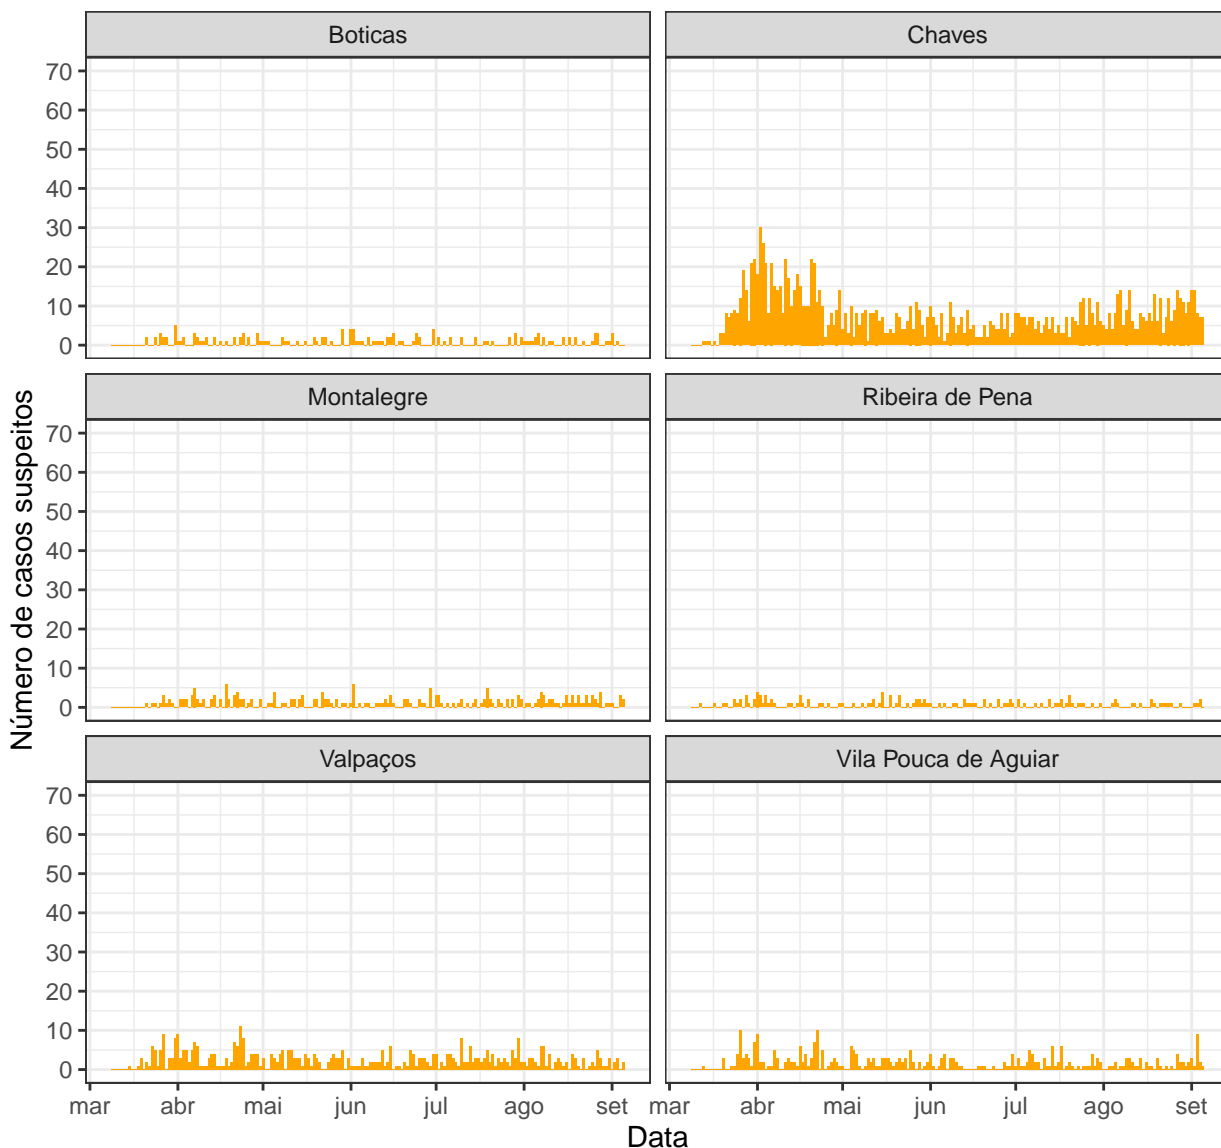 Boticas
Chaves
70
60
50
40
30
20
10
0
Montalegre
Ribeira de Pena
70
60
50
40
30
20
10
0
Número de casos suspeitos
Valpaços
Vila Pouca de Aguiar
70
60
50
40
30
20
10
0
mar abr mai jun jul ago set
mar abr mai jun jul ago set
Data